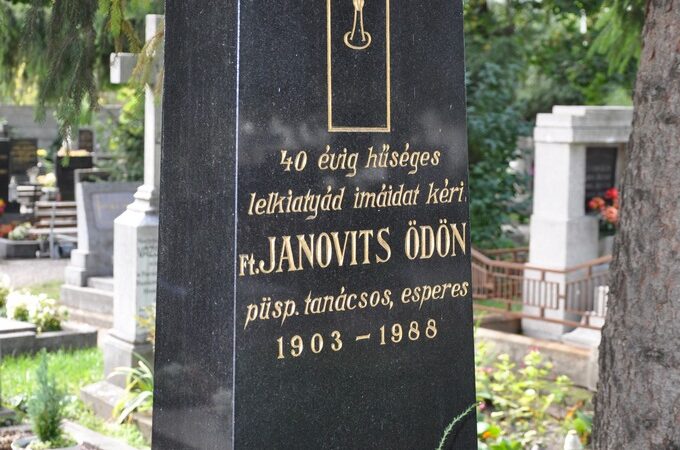 40 évig hűséges
lelkiatyád imáidat kéri
Ft. JANOVITS ÖDÖN
püsp. tanácsos, esperes
1903 – 1988